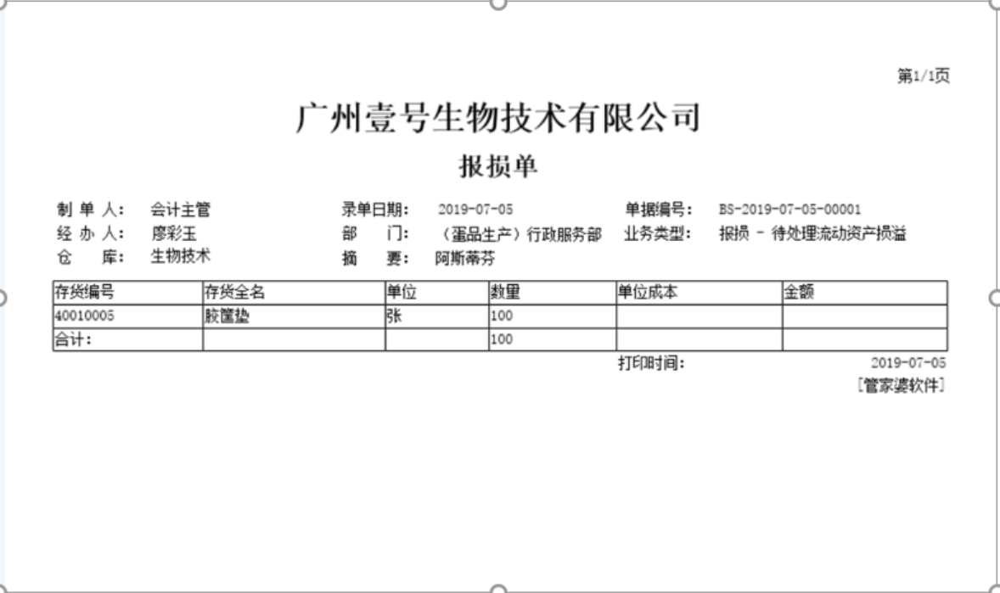 第1/1页
广州壹号生物技术有限公司
报损单
制 单 人： 会计主管 录单日期： 2019-07-05 单据编号： BS-2019-07-05-00001
经 办 人： 廖彩玉 部 门： （蛋品生产）行政服务部 业务类型： 报损 - 待处理流动资产损溢
仓 库： 生物技术 摘 要： 阿斯蒂芬
存货编号 存货全名 单位 数量 单位成本 金额
40010005 胶筐垫 张 100
合计： 100
打印时间： 2019-07-05
[管家婆软件]